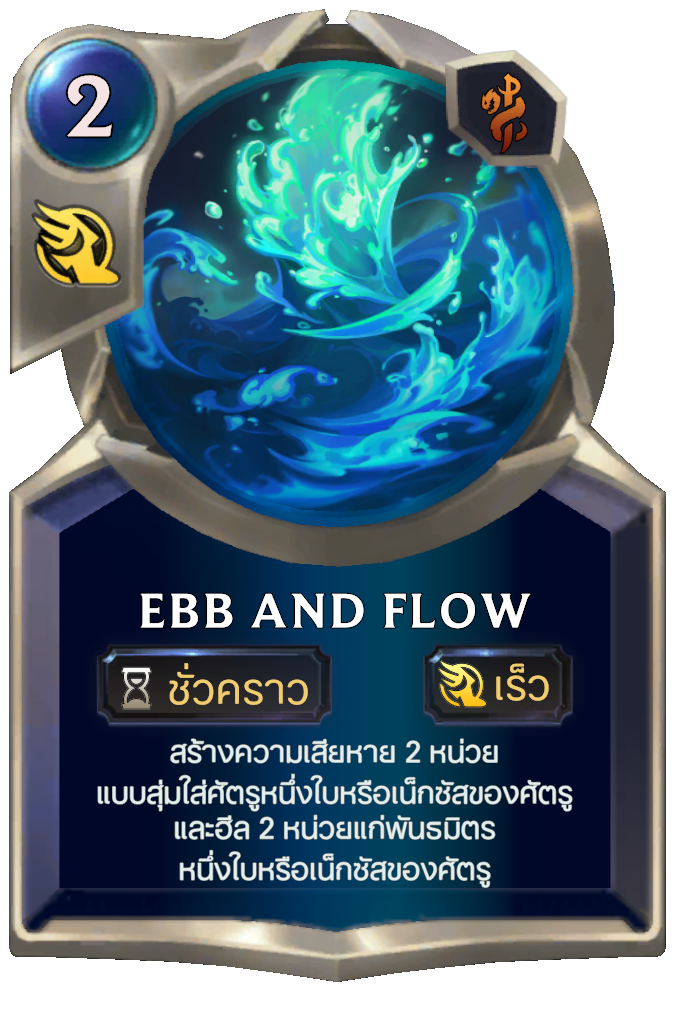 2
EBB AND FLOW
ชั่วคราว
เร็ว
สร้างความเสียหาย 2 หน่วย
แบบสุ่มใส่ศัตรูหนึ่งใบหรือเน็กซัสของศัตรู
และฮีล 2 หน่วยแก่พันธมิตร
หนึ่งใบหรือเน็กซัสของศัตรู